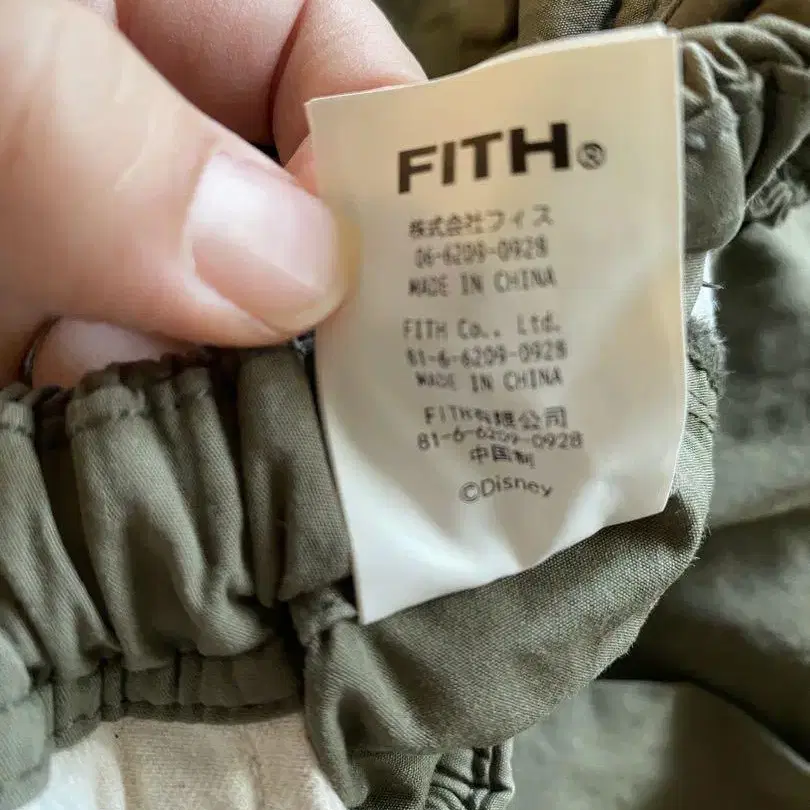 FITH®
株式会社フィス
06-6209-0928
MADE IN CHINA
FITH Co., Ltd.
81-6-6209-0928
MADE IN CHINA
FITH有限公司
81-6-6209-0928
中国制
©Disney